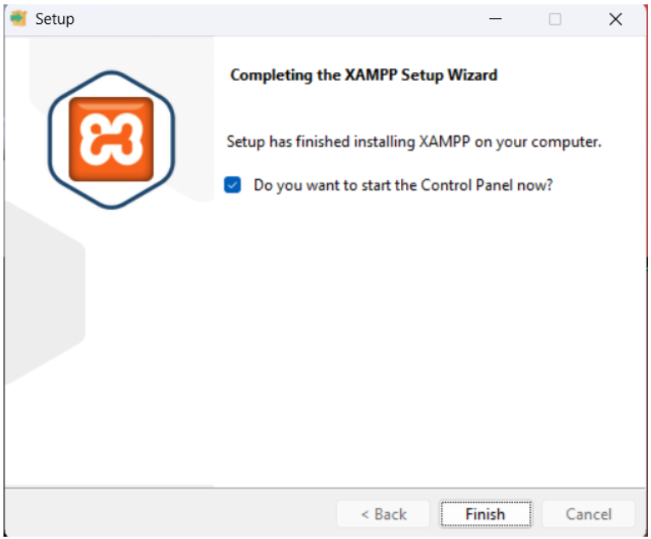 Setup
Completing the XAMPP Setup Wizard
Setup has finished installing XAMPP on your computer.
Do you want to start the Control Panel now?
< Back
Finish
Cancel